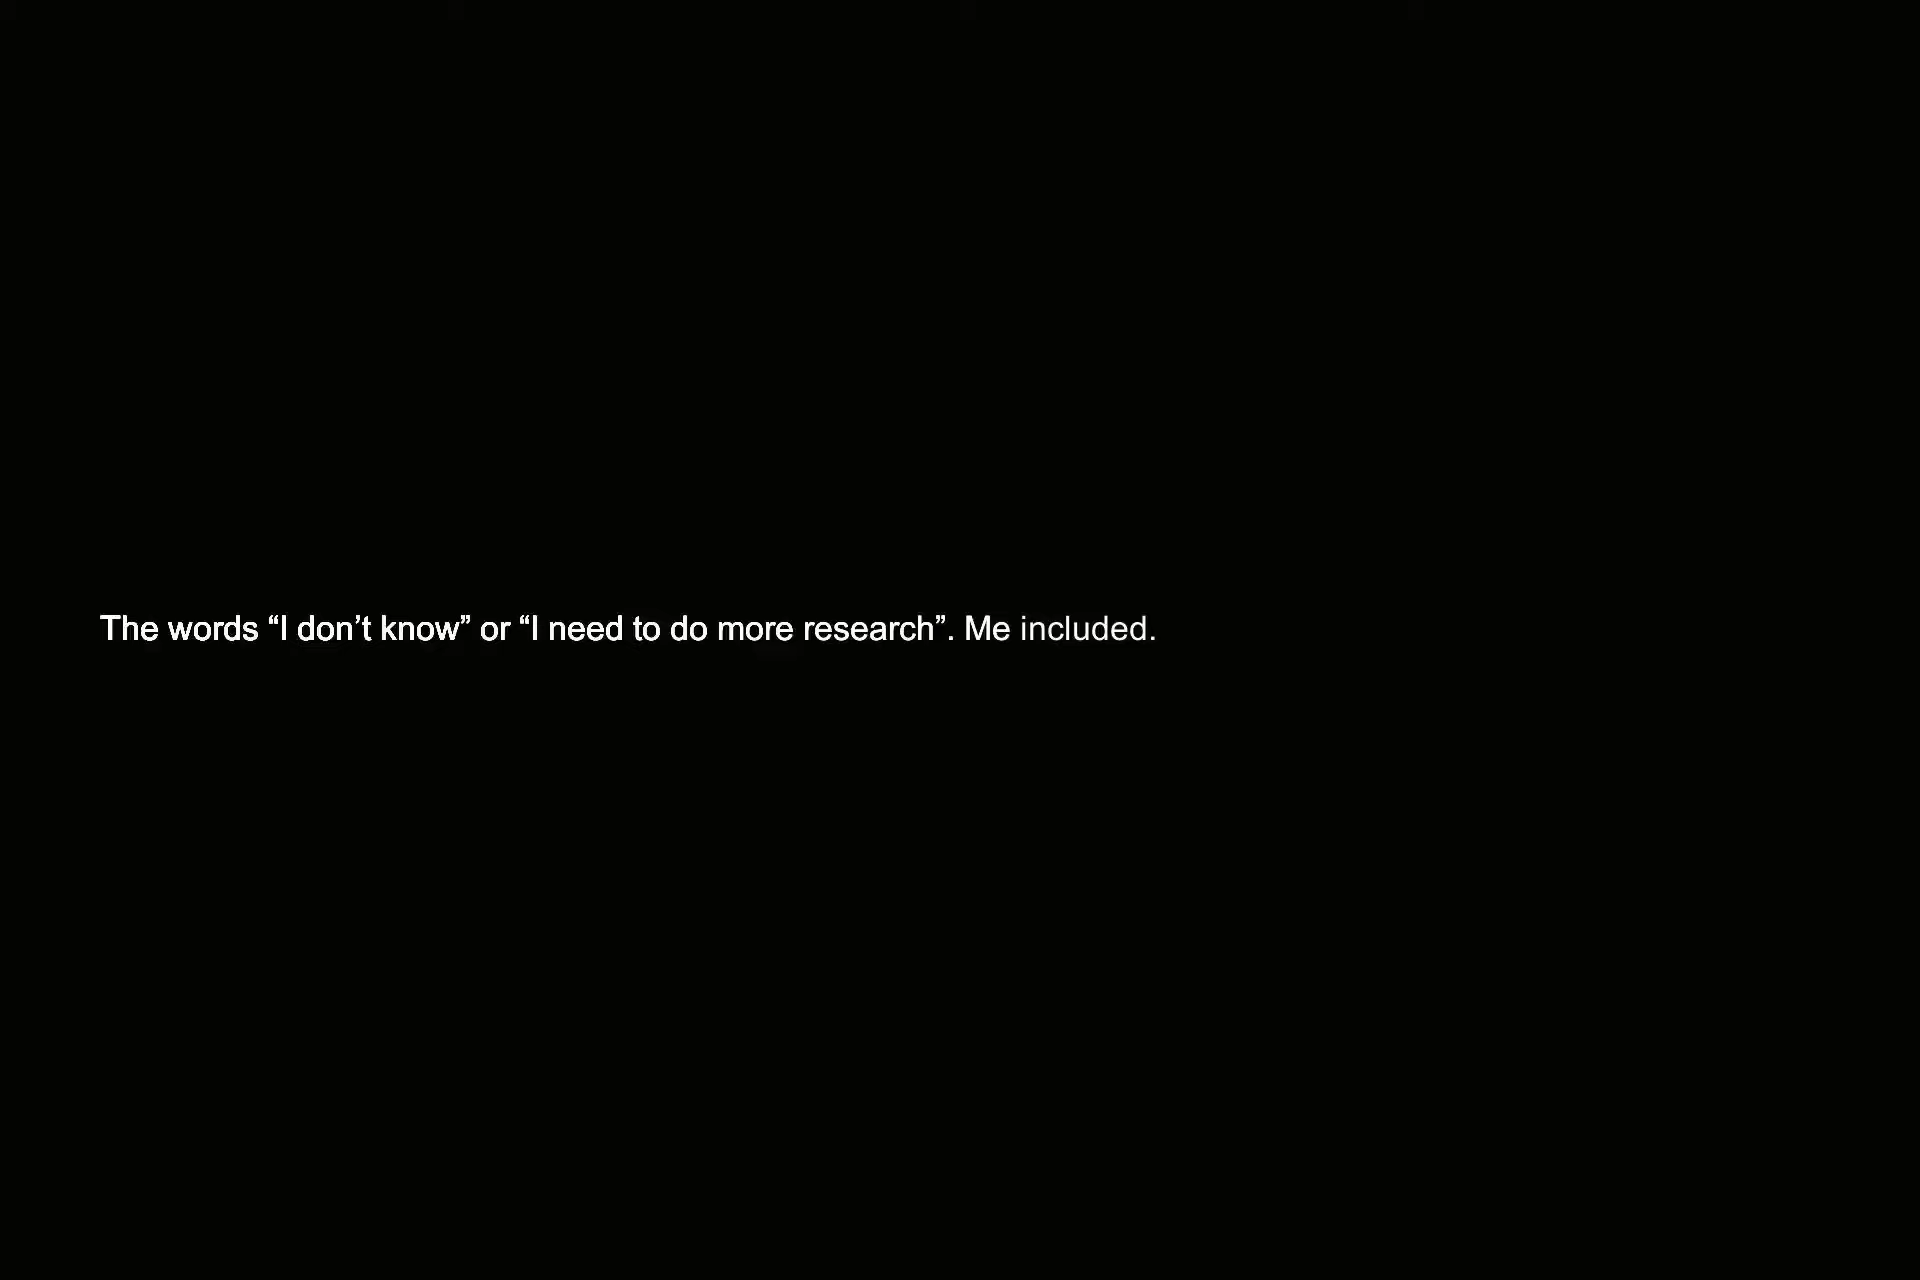 The words “I don’t know” or “I need to do more research”. Me included.